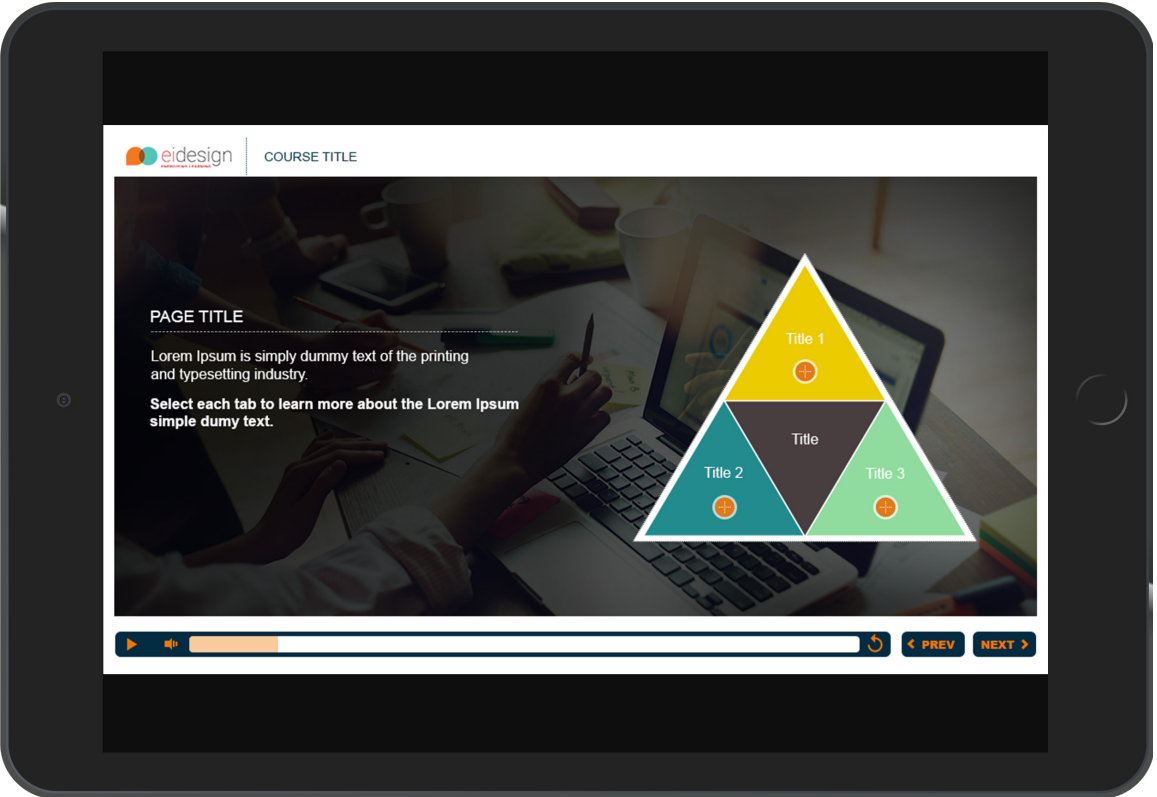 eidesign
COURSE TITLE
PAGE TITLE
Lorem Ipsum is simply dummy text of the printing
and typesetting industry.
Select each tab to learn more about the Lorem Ipsum
simple dumy text.
Title 1
Title
Title 2
Title 3
PREV
NEXT